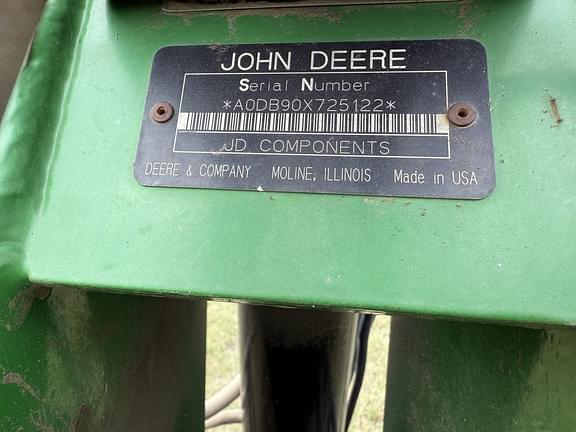 JOHN DEERE
Serial Number
*A0DB90X725122*
JD COMPONENTS
DEERE & COMPANY MOLINE, ILLINOIS Made in USA